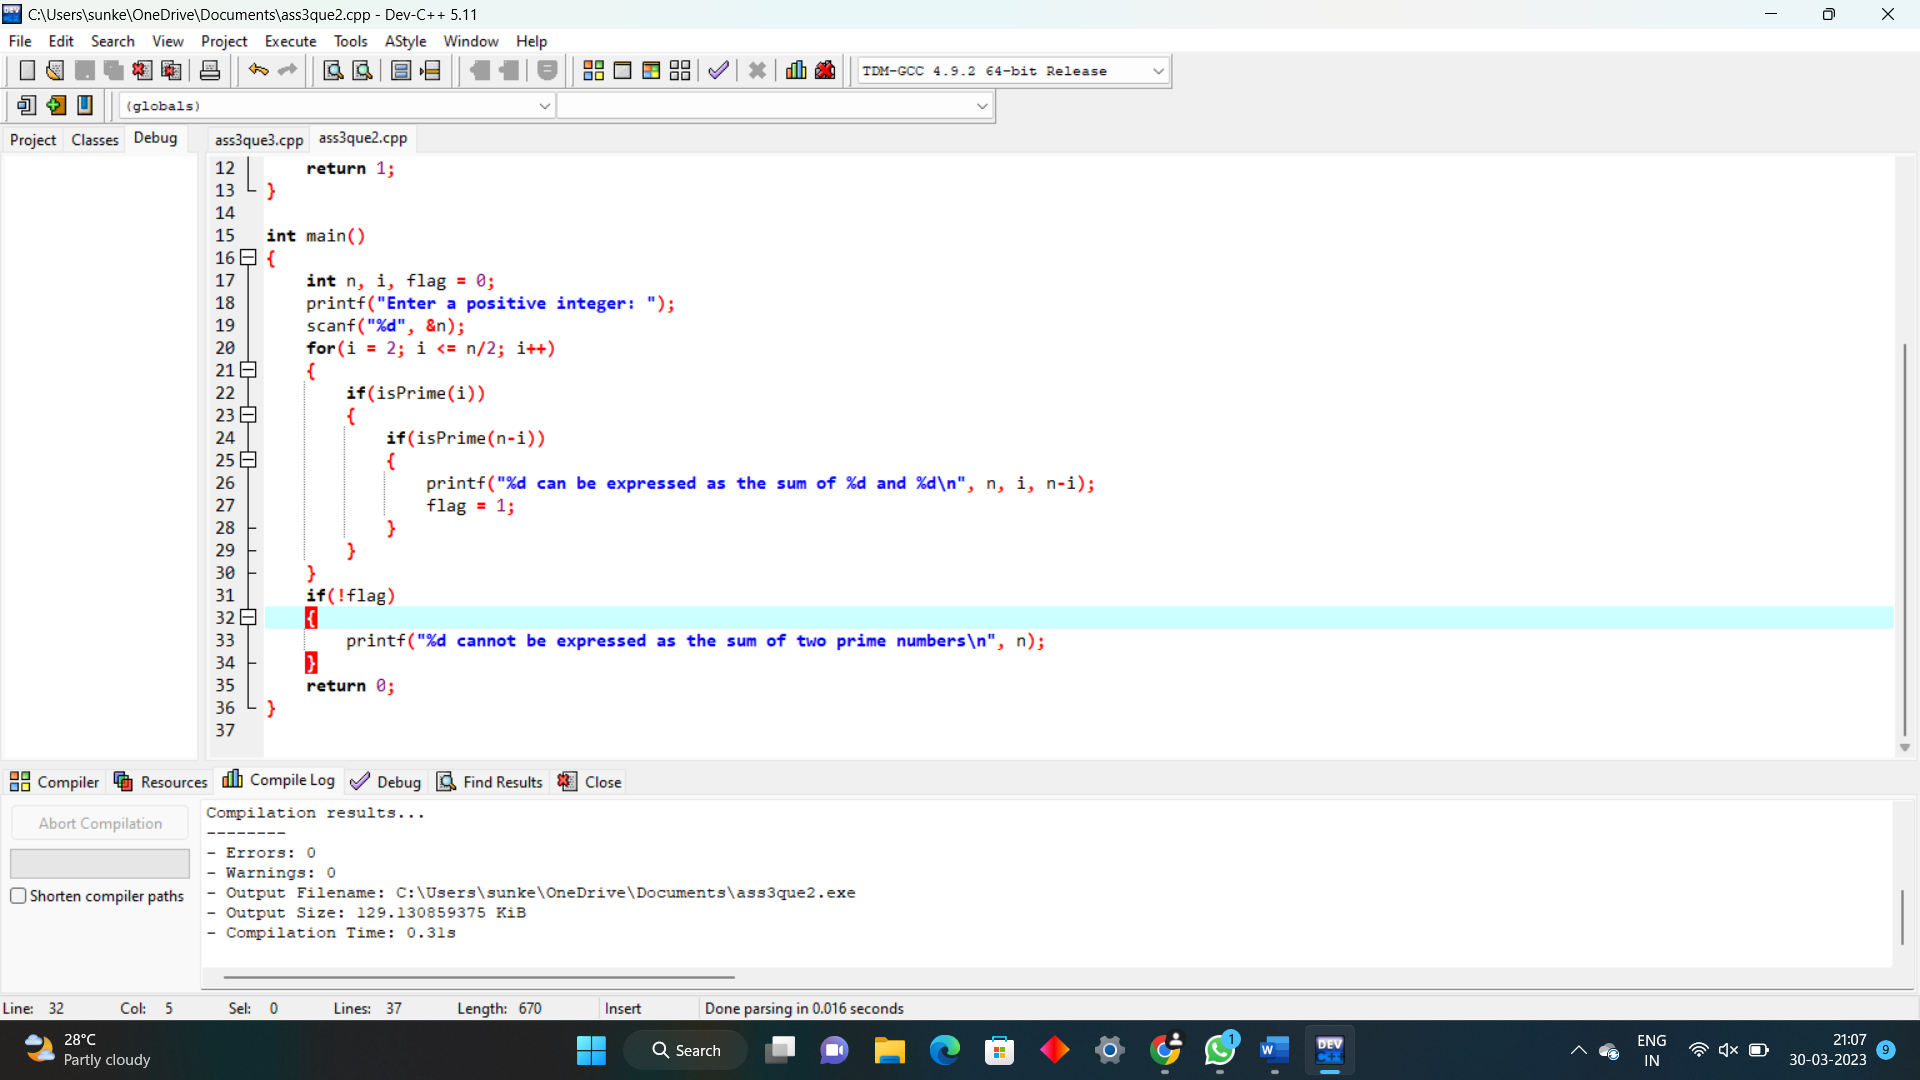 C:\Users\sunke\OneDrive\Documents\ass3que2.cpp - Dev-C++ 5.11
File Edit Search View Project Execute Tools AStyle Window Help
TDM-GCC 4.9.2 64-bit Release
(globals)
Project Classes Debug ass3que3.cpp ass3que2.cpp
12 return 1;
13 }
14
15 int main()
16 {
17 int n, i, flag = 0;
18 printf("Enter a positive integer: ");
19 scanf("%d", &n);
20 for(i = 2; i <= n/2; i++)
21 {
22 if(isPrime(i))
23 {
24 if(isPrime(n-i))
25 {
26 printf("%d can be expressed as the sum of %d and %d\n", n, i, n-i);
27 flag = 1;
28 }
29 }
30 }
31 if(!flag)
32 {
33 printf("%d cannot be expressed as the sum of two prime numbers\n", n);
34 }
35 return 0;
36 }
37
Compiler Resources Compile Log Debug Find Results Close
Abort Compilation
Shorten compiler paths
Compilation results...
--------
- Errors: 0
- Warnings: 0
- Output Filename: C:\Users\sunke\OneDrive\Documents\ass3que2.exe
- Output Size: 129.130859375 KiB
- Compilation Time: 0.31s
Line: 32 Col: 5 Sel: 0 Lines: 37 Length: 670 Insert Done parsing in 0.016 seconds
28°C
Partly cloudy
Search
1
W
DEV
C++
ENG
IN
21:07
30-03-2023
9